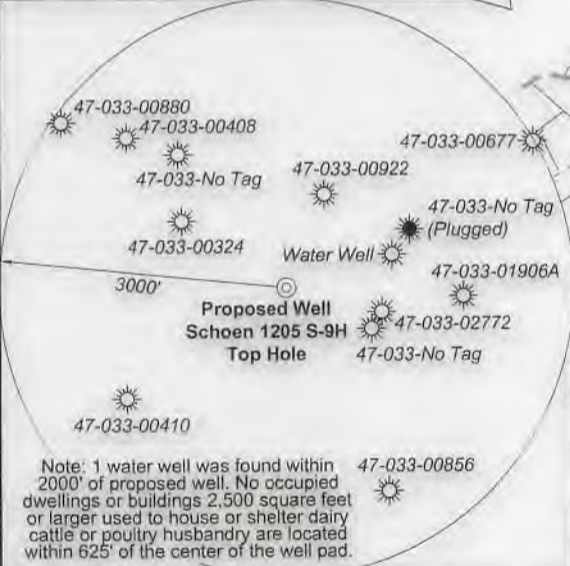 47-033-00880
47-033-00408
47-033-00677
47-033-No Tag
47-033-00922
47-033-No Tag
(Plugged)
47-033-00324
Water Well
47-033-01906A
3000'
Proposed Well
Schoen 1205 S-9H
Top Hole
47-033-02772
47-033-No Tag
47-033-00410
47-033-00856
Note: 1 water well was found within
2000' of proposed well. No occupied
dwellings or buildings 2,500 square feet
or larger used to house or shelter dairy
cattle or poultry husbandry are located
within 625' of the center of the well pad.